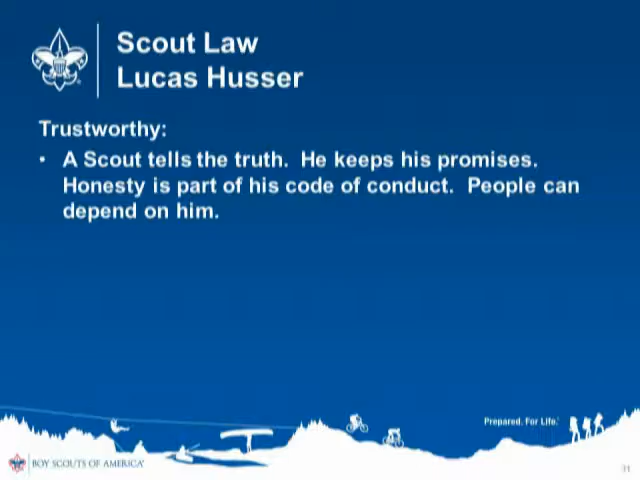 Scout Law
Lucas Husser
Trustworthy:
• A Scout tells the truth. He keeps his promises.
Honesty is part of his code of conduct. People can
depend on him.
Prepared. For Life.
BOY SCOUTS OF AMERICA